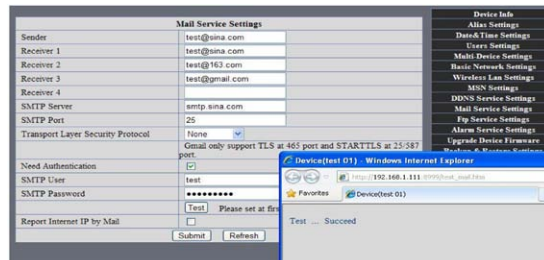 Mail Service Settings
Sender test@sina.com
Receiver 1 test@sina.com
Receiver 2 test@163.com
Receiver 3 test@gmail.com
Receiver 4
SMTP Server smtp.sina.com
SMTP Port 25
Transport Layer Security Protocol None
Gmail only support TLS at 465 port and STARTTLS at 25/587
port.
Need Authentication
SMTP User test
SMTP Password •••••••••
Test Please set at firs
Report Internet IP by Mail
Submit Refresh
Device Info
Alias Settings
Date&Time Settings
Users Settings
Multi-Device Settings
Basic Network Settings
Wireless Lan Settings
MSN Settings
DDNS Service Settings
Mail Service Settings
Ftp Service Settings
Alarm Service Settings
Upgrade Device Firmware
Device(test 01) - Windows Internet Explorer
http://192.160.1.111:9999/test_mail.htm
Favorites Device(test 01)
Test ... Succeed